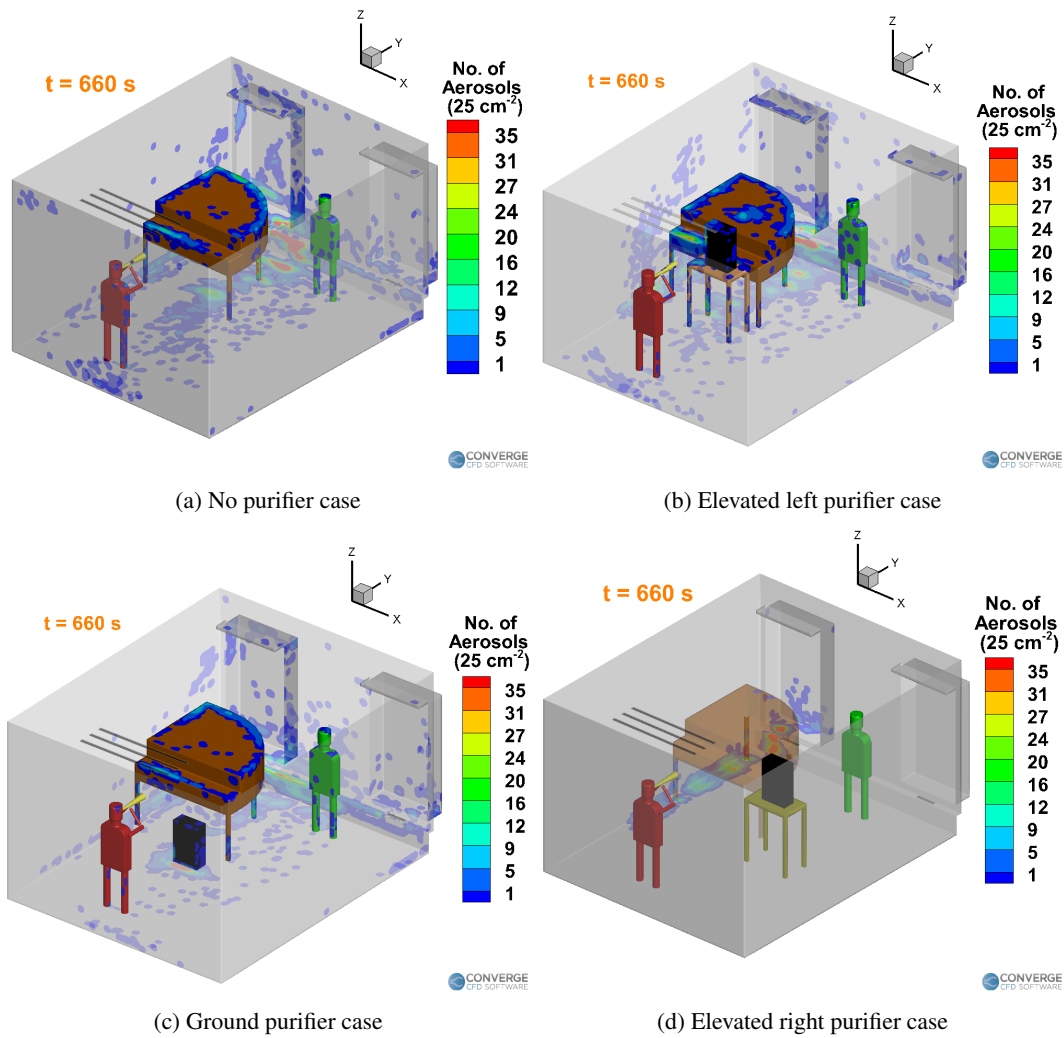 Z
Y
X
t = 660 s
No. of
Aerosols
(25 cm-2)
35
31
27
24
20
16
12
9
5
1
CONVERGE
CFD SOFTWARE
(a) No purifier case
Z
Y
X
t = 660 s
No. of
Aerosols
(25 cm-2)
35
31
27
24
20
16
12
9
5
1
CONVERGE
CFD SOFTWARE
(b) Elevated left purifier case
Z
Y
X
t = 660 s
No. of
Aerosols
(25 cm-2)
35
31
27
24
20
16
12
9
5
1
CONVERGE
CFD SOFTWARE
(c) Ground purifier case
Z
Y
X
t = 660 s
No. of
Aerosols
(25 cm-2)
35
31
27
24
20
16
12
9
5
1
CONVERGE
CFD SOFTWARE
(d) Elevated right purifier case